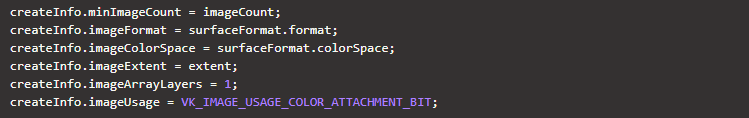 createInfo.minImageCount = imageCount;
createInfo.imageFormat = surfaceFormat.format;
createInfo.imageColorSpace = surfaceFormat.colorSpace;
createInfo.imageExtent = extent;
createInfo.imageArrayLayers = 1;
createInfo.imageUsage = VK_IMAGE_USAGE_COLOR_ATTACHMENT_BIT;